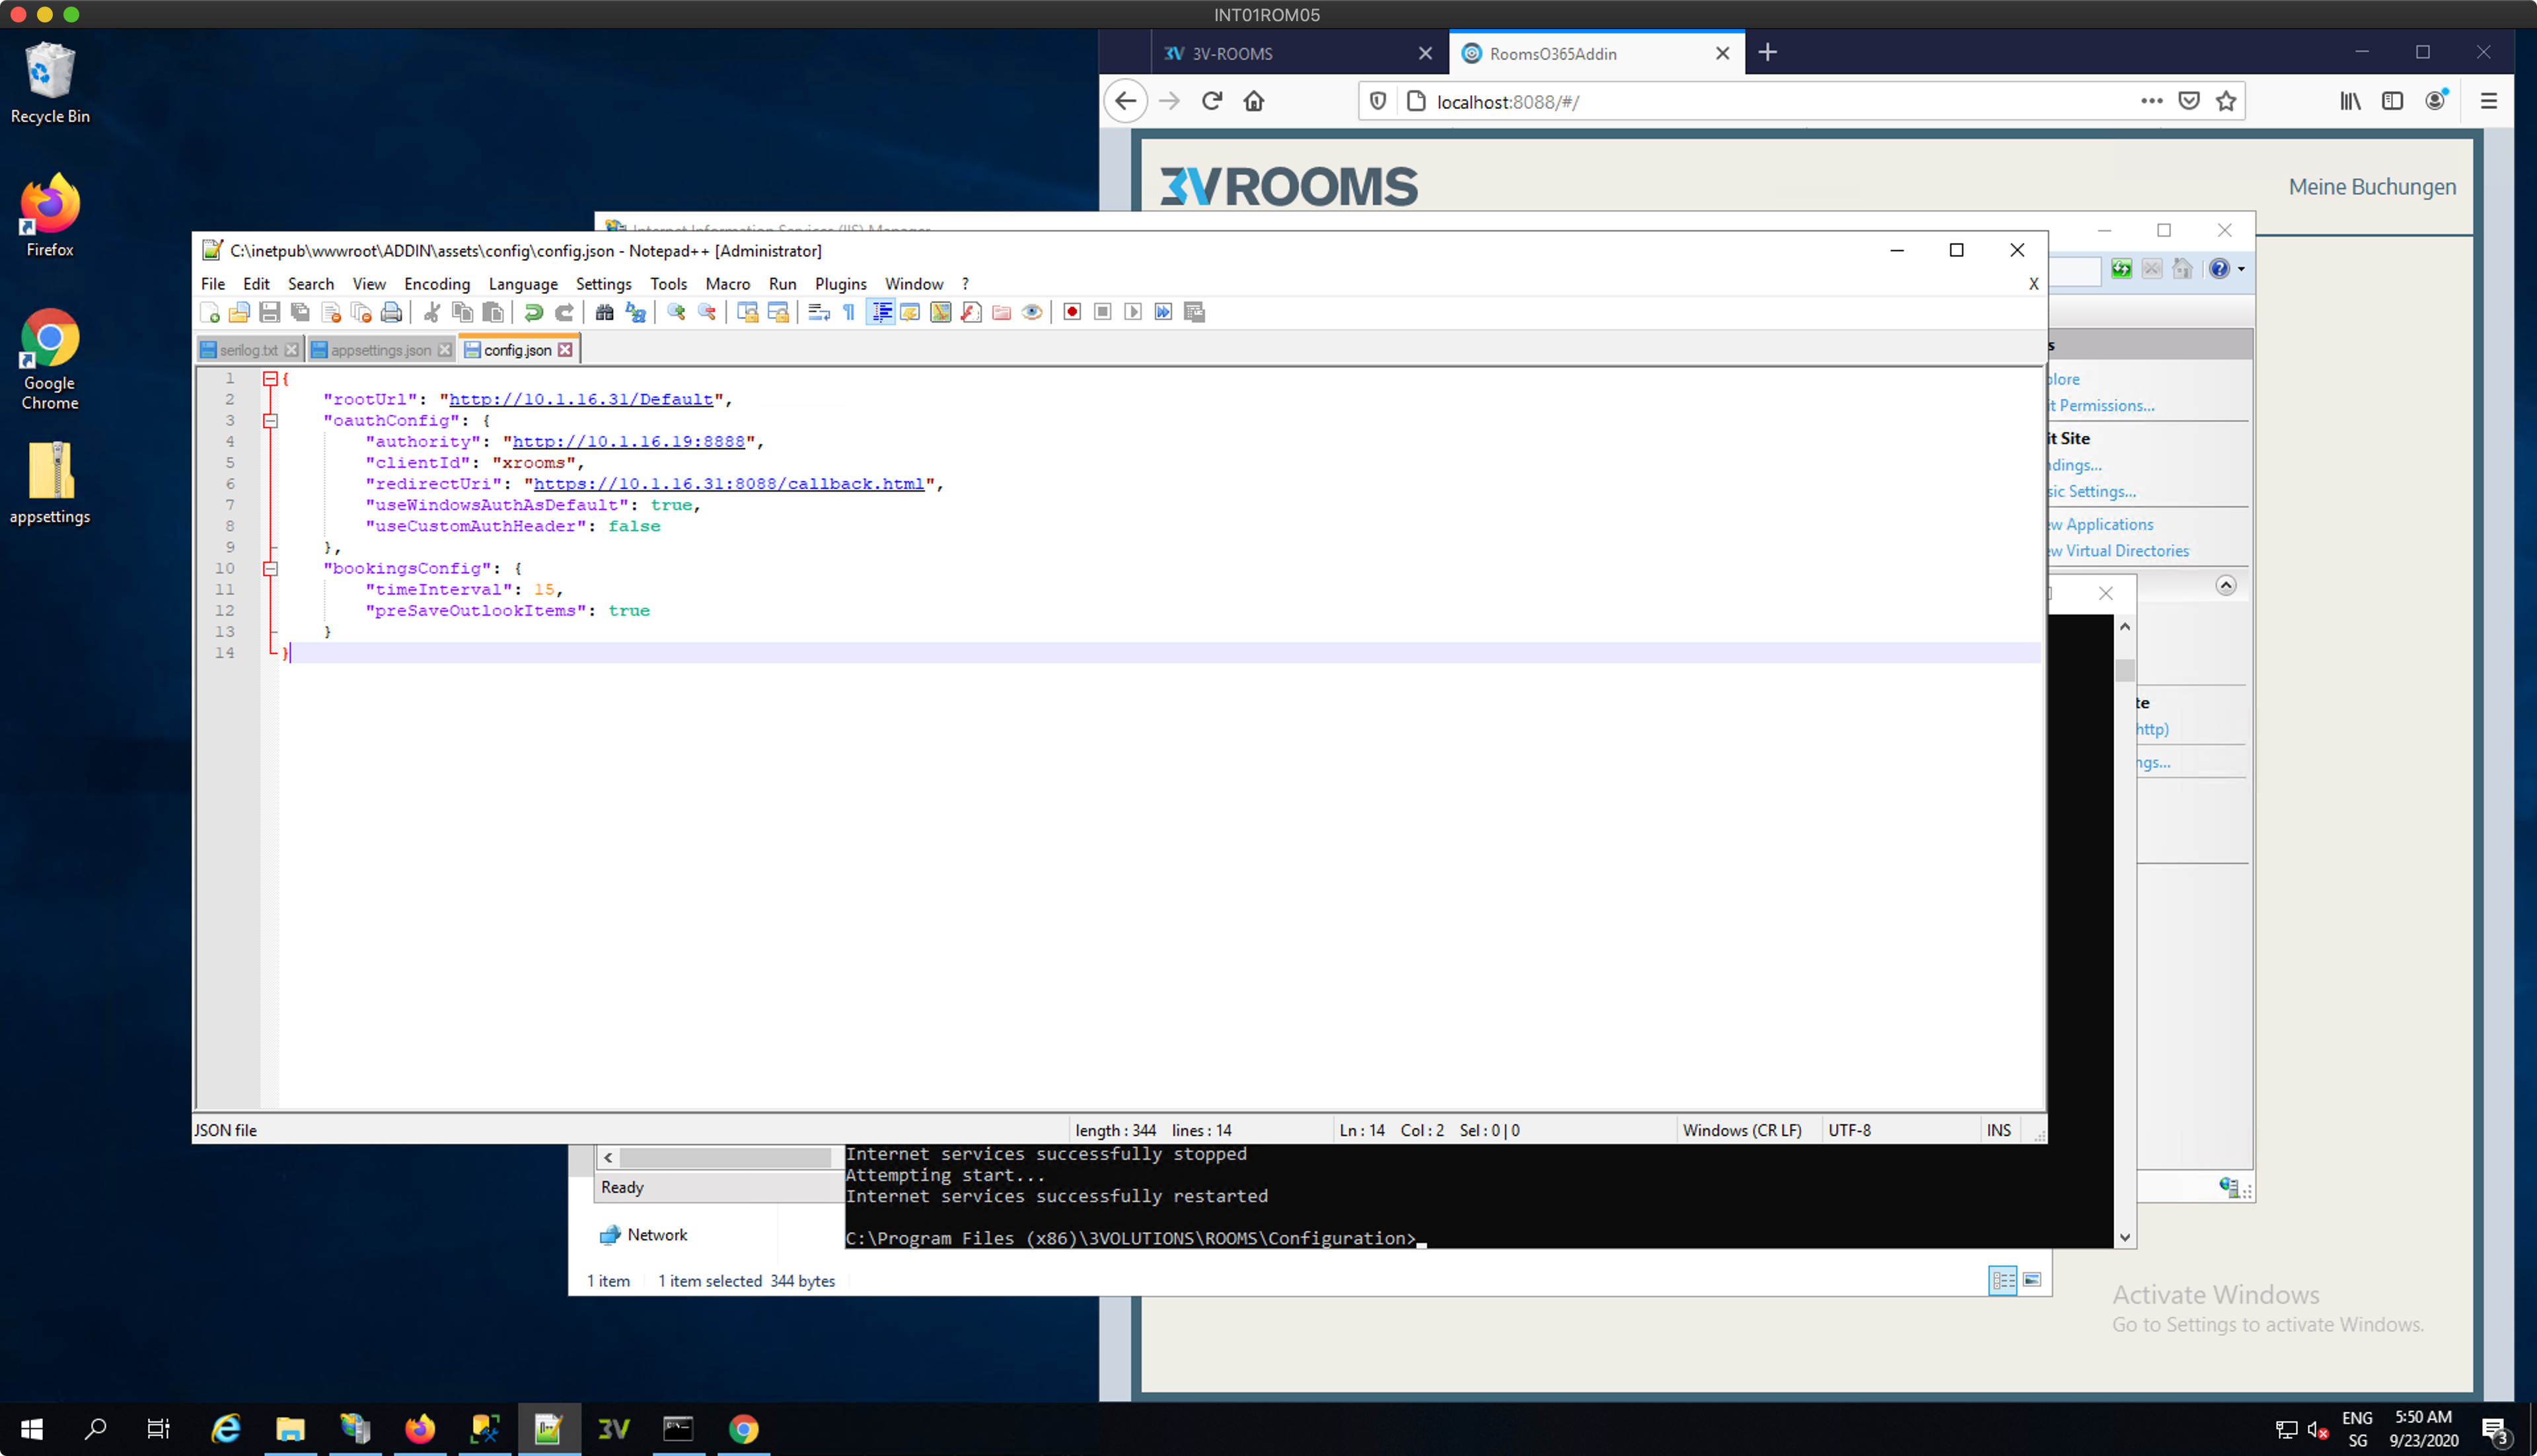 INT01ROM05
Recycle Bin
Firefox
Google
Chrome
appsettings
3V-ROOMS
RoomsO365Addin
localhost:8088/#/
3VROOMS
Meine Buchungen
Internet Information Services (IIS) Manager
C:\inetpub\wwwroot\ADDIN\assets\config\config.json - Notepad++ [Administrator]
File Edit Search View Encoding Language Settings Tools Macro Run Plugins Window ?
X
serilog.txt
appsettings.json
config.json
1 {
2 "rootUrl": "http://10.1.16.31/Default",
3 "oauthConfig": {
4 "authority": "http://10.1.16.19:8888",
5 "clientId": "xrooms",
6 "redirectUri": "https://10.1.16.31:8088/callback.html",
7 "useWindowsAuthAsDefault": true,
8 "useCustomAuthHeader": false
9 },
10 "bookingsConfig": {
11 "timeInterval": 15,
12 "preSaveOutlookItems": true
13 }
14 }
s
plore
it Permissions...
it Site
ndings...
sic Settings...
ew Applications
ew Virtual Directories
te
http)
ngs...
JSON file
length : 344 lines : 14
Ln : 14 Col : 2 Sel : 0 | 0
Windows (CR LF)
UTF-8
INS
Internet services successfully stopped
Attempting start...
Internet services successfully restarted
C:\Program Files (x86)\3VOLUTIONS\ROOMS\Configuration>
Ready
Network
1 item 1 item selected 344 bytes
Activate Windows
Go to Settings to activate Windows.
3V
ENG
SG
5:50 AM
9/23/2020
3